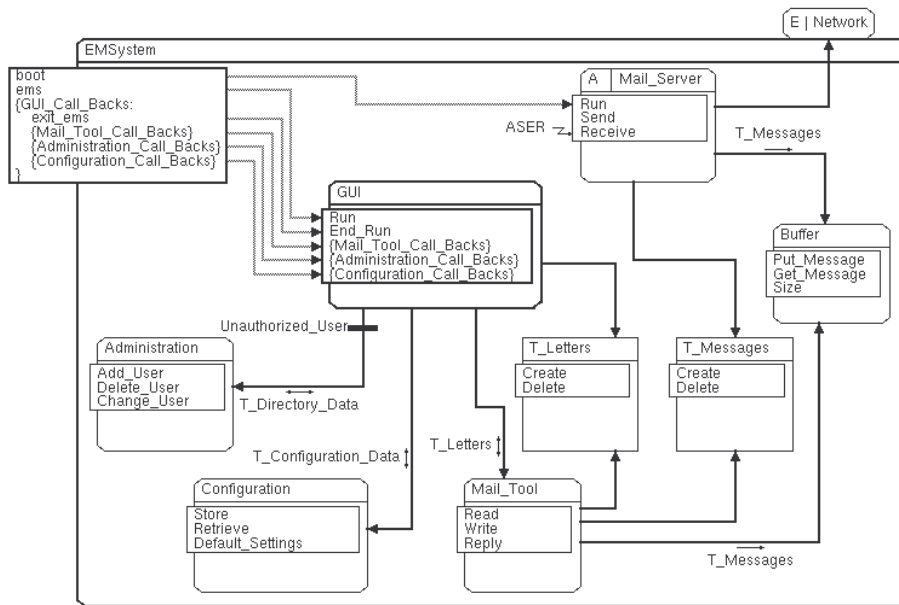 E | Network
EMSystem
boot
ems
{GUI_Call_Backs:
exit_ems
{Mail_Tool_Call_Backs}
{Administration_Call_Backs}
{Configuration_Call_Backs}
}
A Mail_Server
Run
Send
Receive
ASER
T_Messages
GUI
Run
End_Run
{Mail_Tool_Call_Backs}
{Administration_Call_Backs}
{Configuration_Call_Backs}
Buffer
Put_Message
Get_Message
Size
Unauthorized_User
Administration
Add_User
Delete_User
Change_User
T_Directory_Data
T_Letters
Create
Delete
T_Messages
Create
Delete
T_Configuration_Data
T_Letters
Configuration
Store
Retrieve
Default_Settings
Mail_Tool
Read
Write
Reply
T_Messages